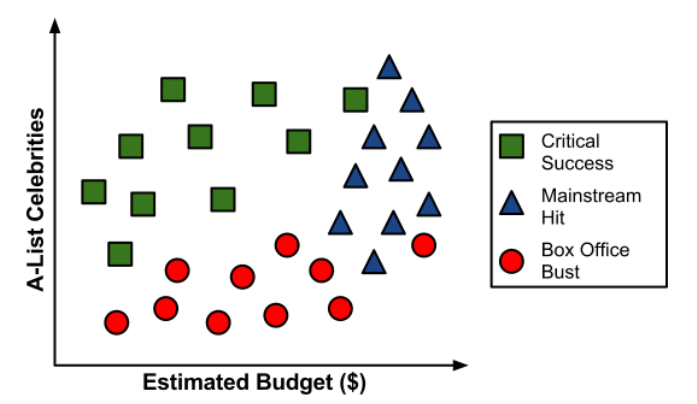 A-List Celebrities
Estimated Budget ($)
Critical
Success
Mainstream
Hit
Box Office
Bust